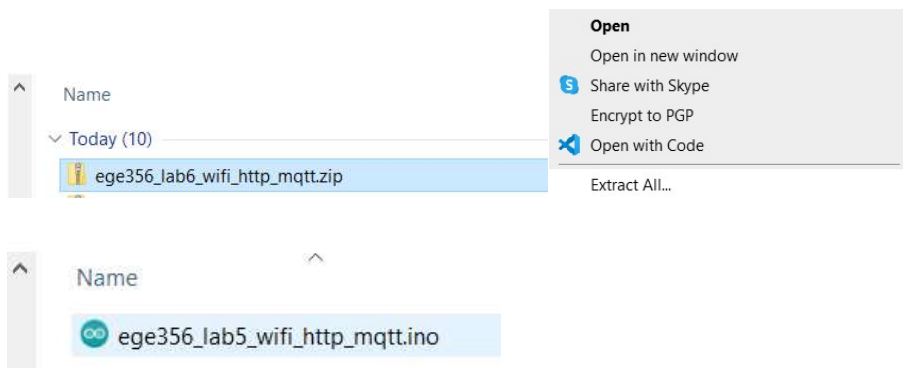 Open
Open in new window
Share with Skype
Encrypt to PGP
Open with Code
Extract All...
Name
Today (10)
ege356_lab6_wifi_http_mqtt.zip
Name
ege356_lab5_wifi_http_mqtt.ino